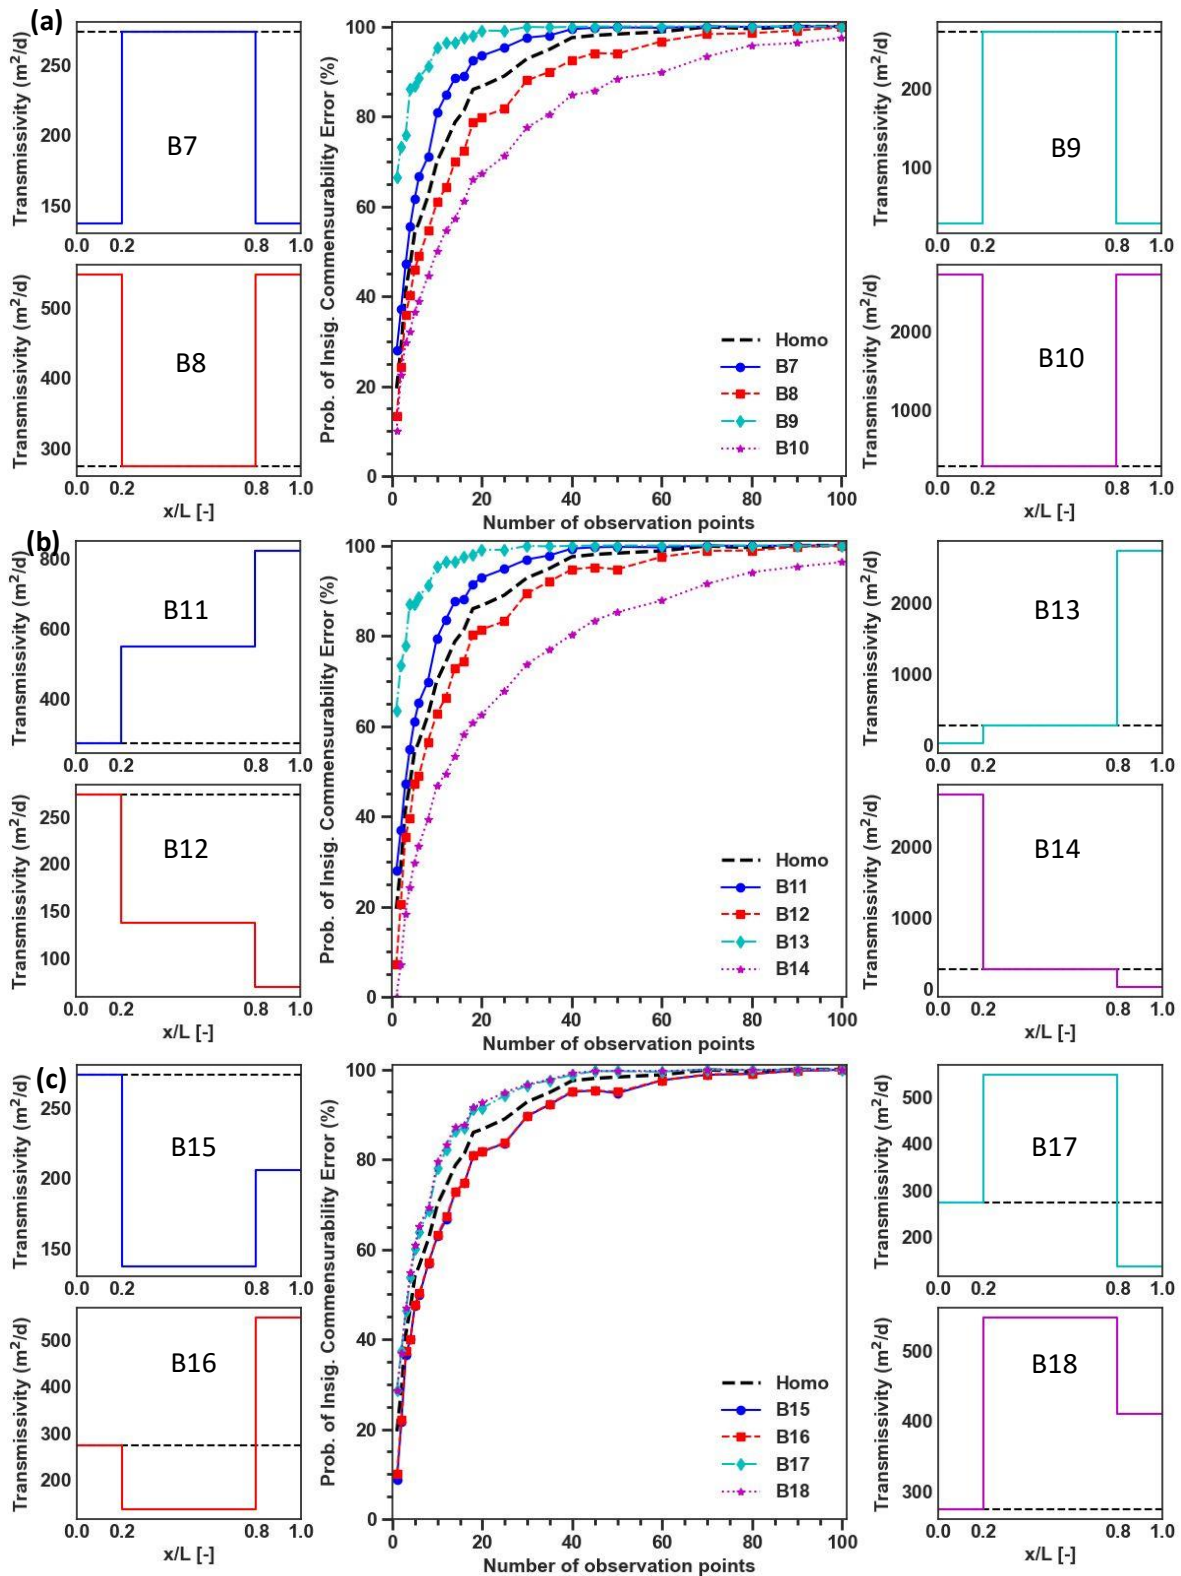 (a)
Transmissivity (m²/d)
250
200
150
B7
0.0 0.2 0.8 1.0
Transmissivity (m²/d)
500
400
300
B8
0.0 0.2 0.8 1.0
x/L [-]
Prob. of Insig. Commensurability Error (%)
100
80
60
40
20
0
Homo
B7
B8
B9
B10
0 20 40 60 80 100
Number of observation points
Transmissivity (m²/d)
200
100
B9
0.0 0.2 0.8 1.0
Transmissivity (m²/d)
2000
1000
B10
0.0 0.2 0.8 1.0
x/L [-]
(b)
Transmissivity (m²/d)
800
600
400
B11
0.0 0.2 0.8 1.0
Transmissivity (m²/d)
250
200
150
100
B12
0.0 0.2 0.8 1.0
x/L [-]
Prob. of Insig. Commensurability Error (%)
100
80
60
40
20
0
Homo
B11
B12
B13
B14
0 20 40 60 80 100
Number of observation points
Transmissivity (m²/d)
2000
1000
0
B13
0.0 0.2 0.8 1.0
Transmissivity (m²/d)
2000
1000
0
B14
0.0 0.2 0.8 1.0
x/L [-]
(c)
Transmissivity (m²/d)
250
200
150
B15
0.0 0.2 0.8 1.0
Transmissivity (m²/d)
500
400
300
200
B16
0.0 0.2 0.8 1.0
x/L [-]
Prob. of Insig. Commensurability Error (%)
100
80
60
40
20
0
Homo
B15
B16
B17
B18
0 20 40 60 80 100
Number of observation points
Transmissivity (m²/d)
500
400
300
200
B17
0.0 0.2 0.8 1.0
Transmissivity (m²/d)
500
400
300
B18
0.0 0.2 0.8 1.0
x/L [-]